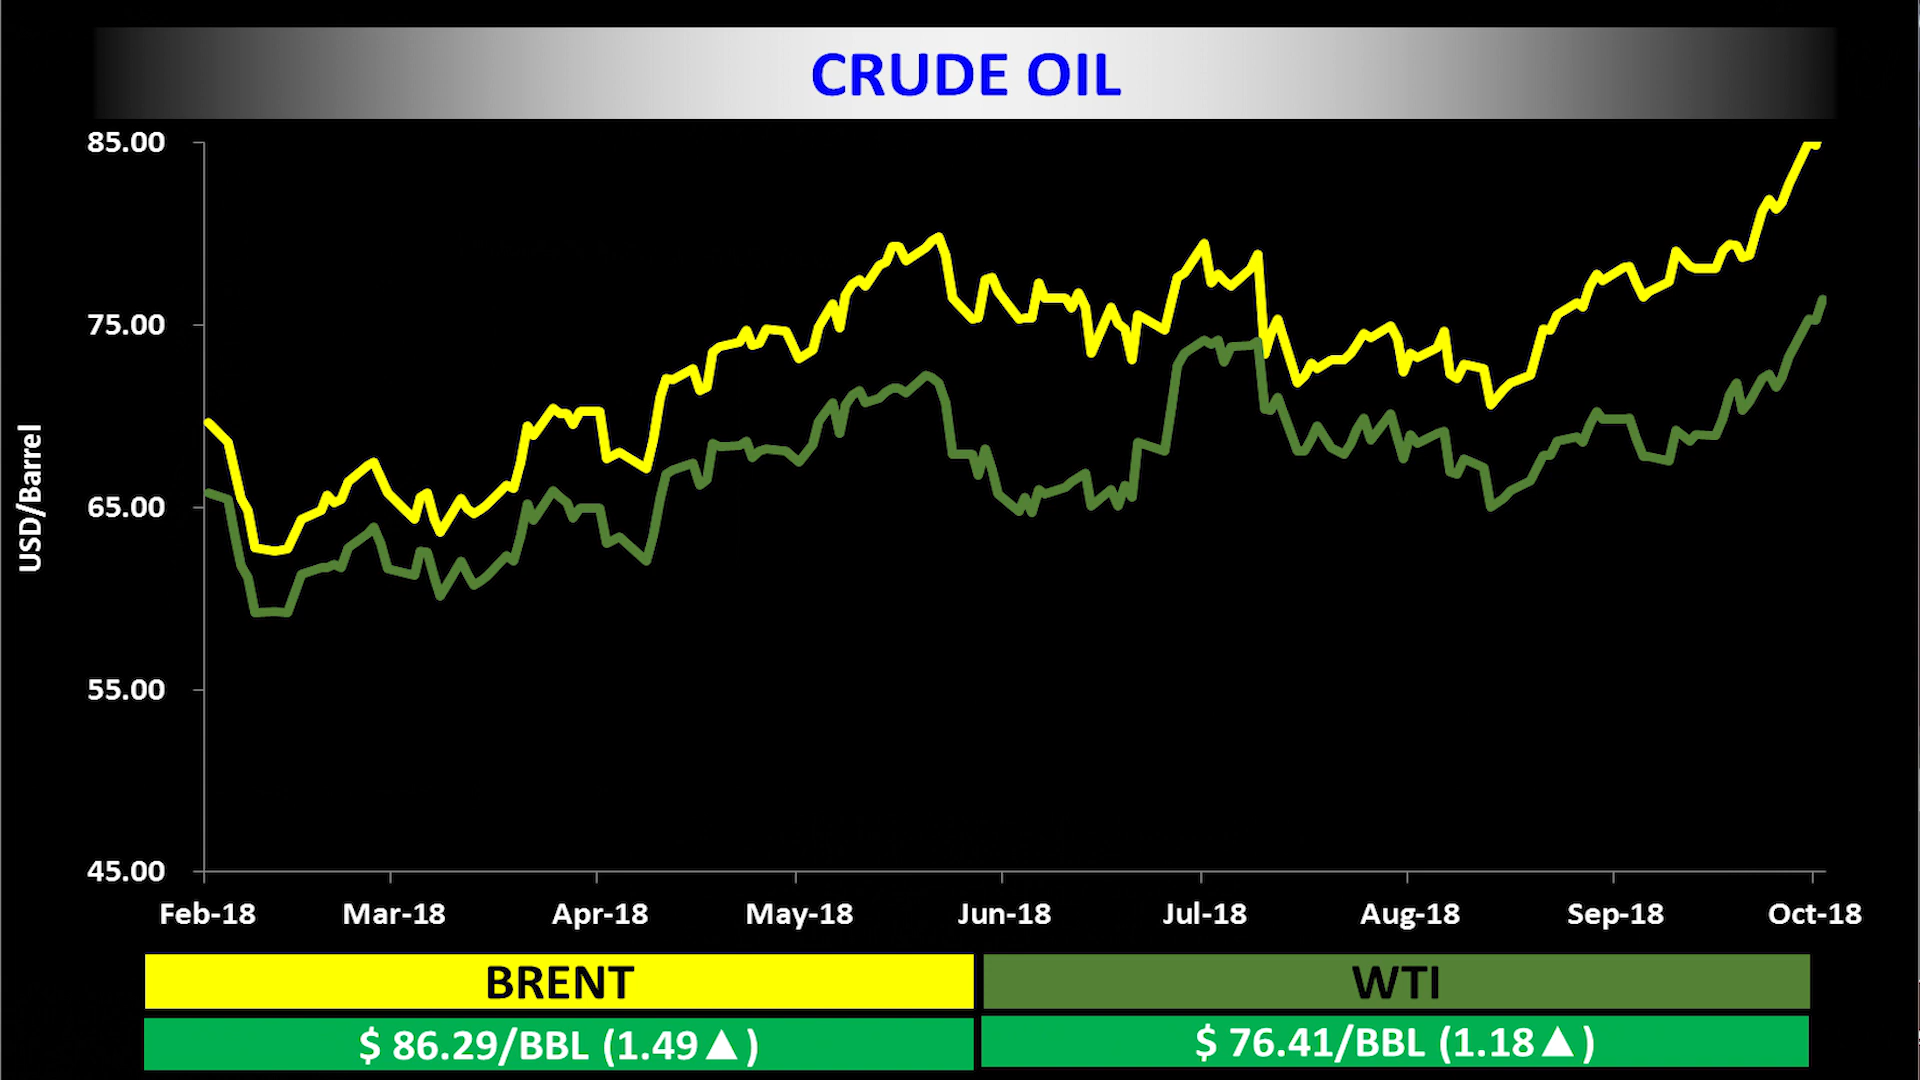 CRUDE OIL
85.00
75.00
65.00
55.00
45.00
USD/Barrel
Feb-18 Mar-18 Apr-18 May-18 Jun-18 Jul-18 Aug-18 Sep-18 Oct-18
BRENT WTI
$ 86.29/BBL (1.49▲) $ 76.41/BBL (1.18▲)